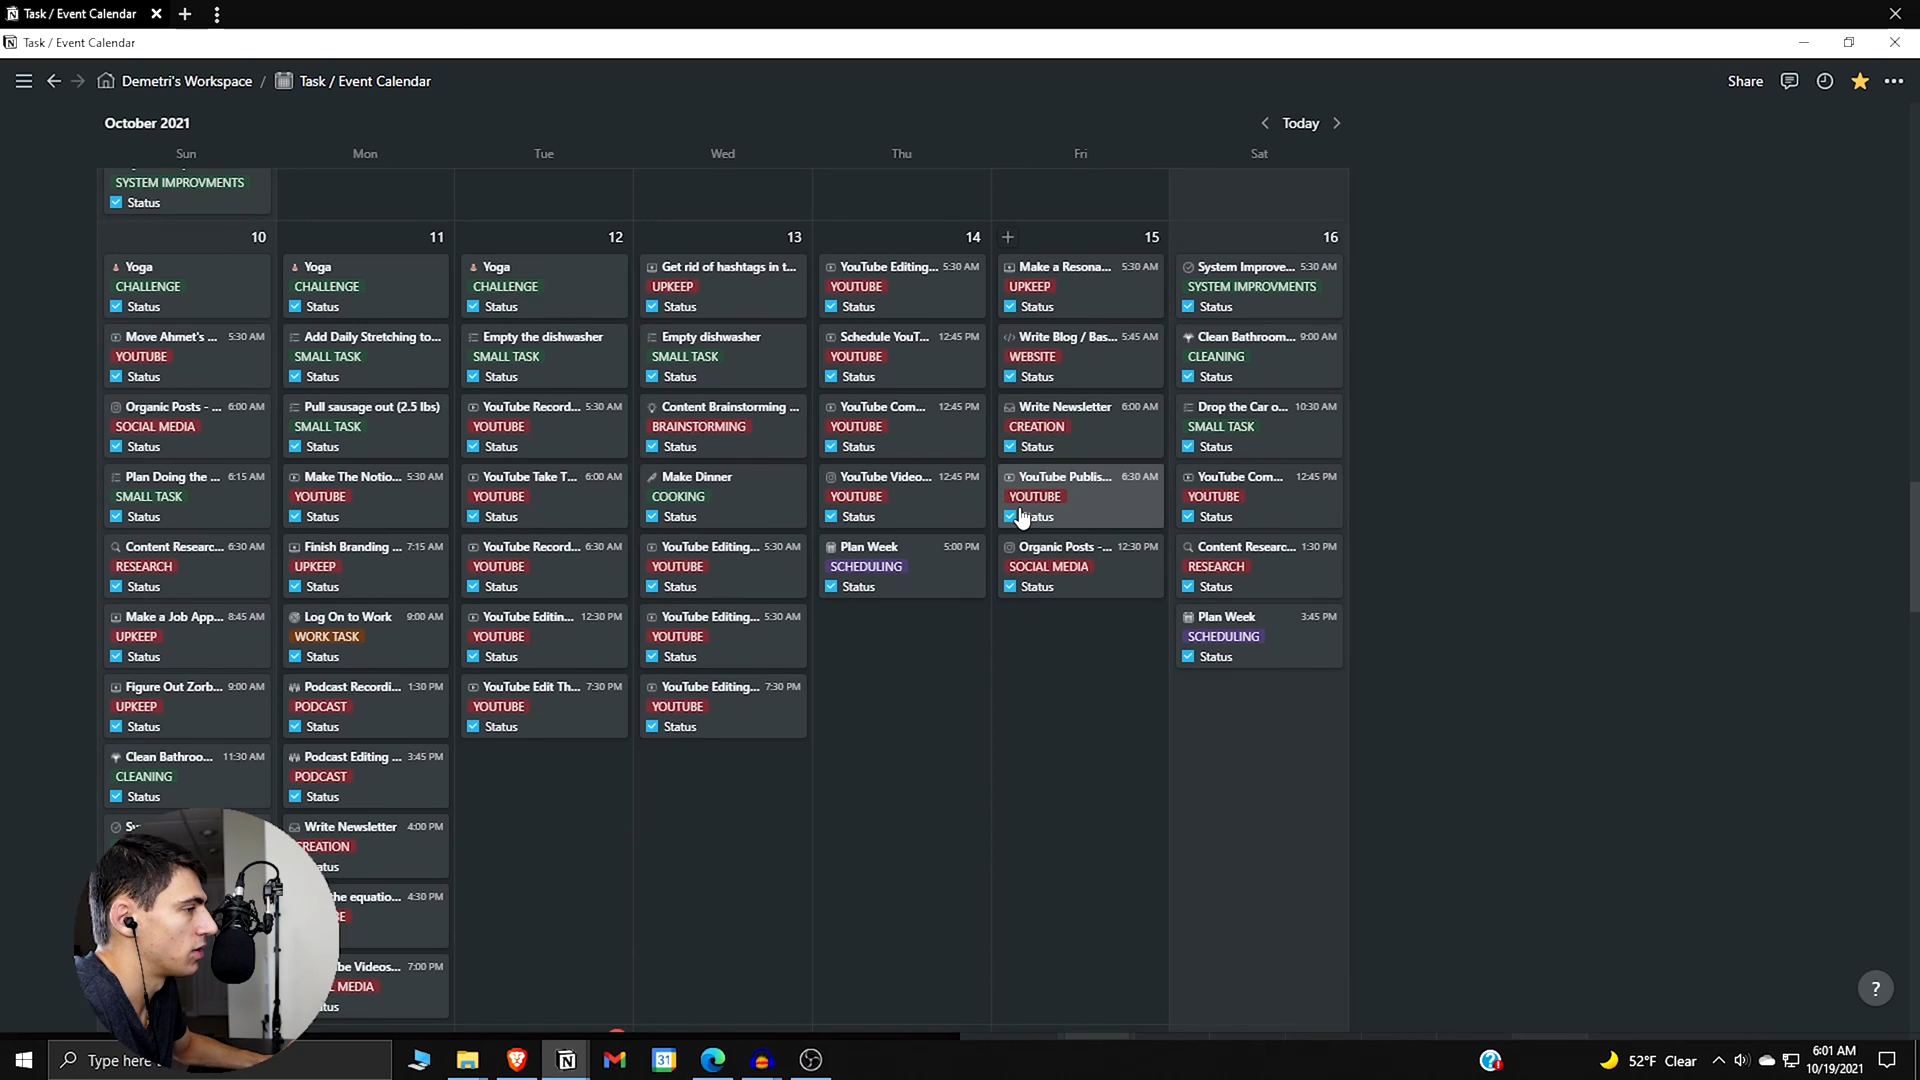 Task / Event Calendar
Task / Event Calendar
Demetri's Workspace / Task / Event Calendar
Share
October 2021
Today
Sun Mon Tue Wed Thu Fri Sat
SYSTEM IMPROVMENTS
Status
10 11 12 13 14 15 16
Yoga
CHALLENGE
Status
Move Ahmet's ... 5:30 AM
YOUTUBE
Status
Organic Posts - ... 6:00 AM
SOCIAL MEDIA
Status
Plan Doing the ... 6:15 AM
SMALL TASK
Status
Content Researc... 6:30 AM
RESEARCH
Status
Make a Job App... 8:45 AM
UPKEEP
Status
Figure Out Zorb... 9:00 AM
UPKEEP
Status
Clean Bathroo... 11:30 AM
CLEANING
Status
Sy
Yoga
CHALLENGE
Status
Add Daily Stretching to...
SMALL TASK
Status
Pull sausage out (2.5 lbs)
SMALL TASK
Status
Make The Notio... 5:30 AM
YOUTUBE
Status
Finish Branding ... 7:15 AM
UPKEEP
Status
Log On to Work 9:00 AM
WORK TASK
Status
Podcast Recordi... 1:30 PM
PODCAST
Status
Podcast Editing ... 3:45 PM
PODCAST
Status
Write Newsletter 4:00 PM
CREATION
atus
the equatio... 4:30 PM
BE
be Videos... 7:00 PM
MEDIA
tus
Yoga
CHALLENGE
Status
Empty the dishwasher
SMALL TASK
Status
YouTube Record... 5:30 AM
YOUTUBE
Status
YouTube Take T... 6:00 AM
YOUTUBE
Status
YouTube Record... 6:30 AM
YOUTUBE
Status
YouTube Editin... 12:30 PM
YOUTUBE
Status
YouTube Edit Th... 7:30 PM
YOUTUBE
Status
Get rid of hashtags in t...
UPKEEP
Status
Empty dishwasher
SMALL TASK
Status
Content Brainstorming ...
BRAINSTORMING
Status
Make Dinner
COOKING
Status
YouTube Editing... 5:30 AM
YOUTUBE
Status
YouTube Editing... 5:30 AM
YOUTUBE
Status
YouTube Editing... 7:30 PM
YOUTUBE
Status
YouTube Editing... 5:30 AM
YOUTUBE
Status
Schedule YouT... 12:45 PM
YOUTUBE
Status
YouTube Com... 12:45 PM
YOUTUBE
Status
YouTube Video... 12:45 PM
YOUTUBE
Status
Plan Week 5:00 PM
SCHEDULING
Status
Make a Resona... 5:30 AM
UPKEEP
Status
Write Blog / Bas... 5:45 AM
WEBSITE
Status
Write Newsletter 6:00 AM
CREATION
Status
YouTube Publis... 6:30 AM
YOUTUBE
Status
Organic Posts -... 12:30 PM
SOCIAL MEDIA
Status
System Improve... 5:30 AM
SYSTEM IMPROVMENTS
Status
Clean Bathroom... 9:00 AM
CLEANING
Status
Drop the Car o... 10:30 AM
SMALL TASK
Status
YouTube Com... 12:45 PM
YOUTUBE
Status
Content Researc... 1:30 PM
RESEARCH
Status
Plan Week 3:45 PM
SCHEDULING
Status
?
Type here
31
52°F Clear
6:01 AM
10/19/2021